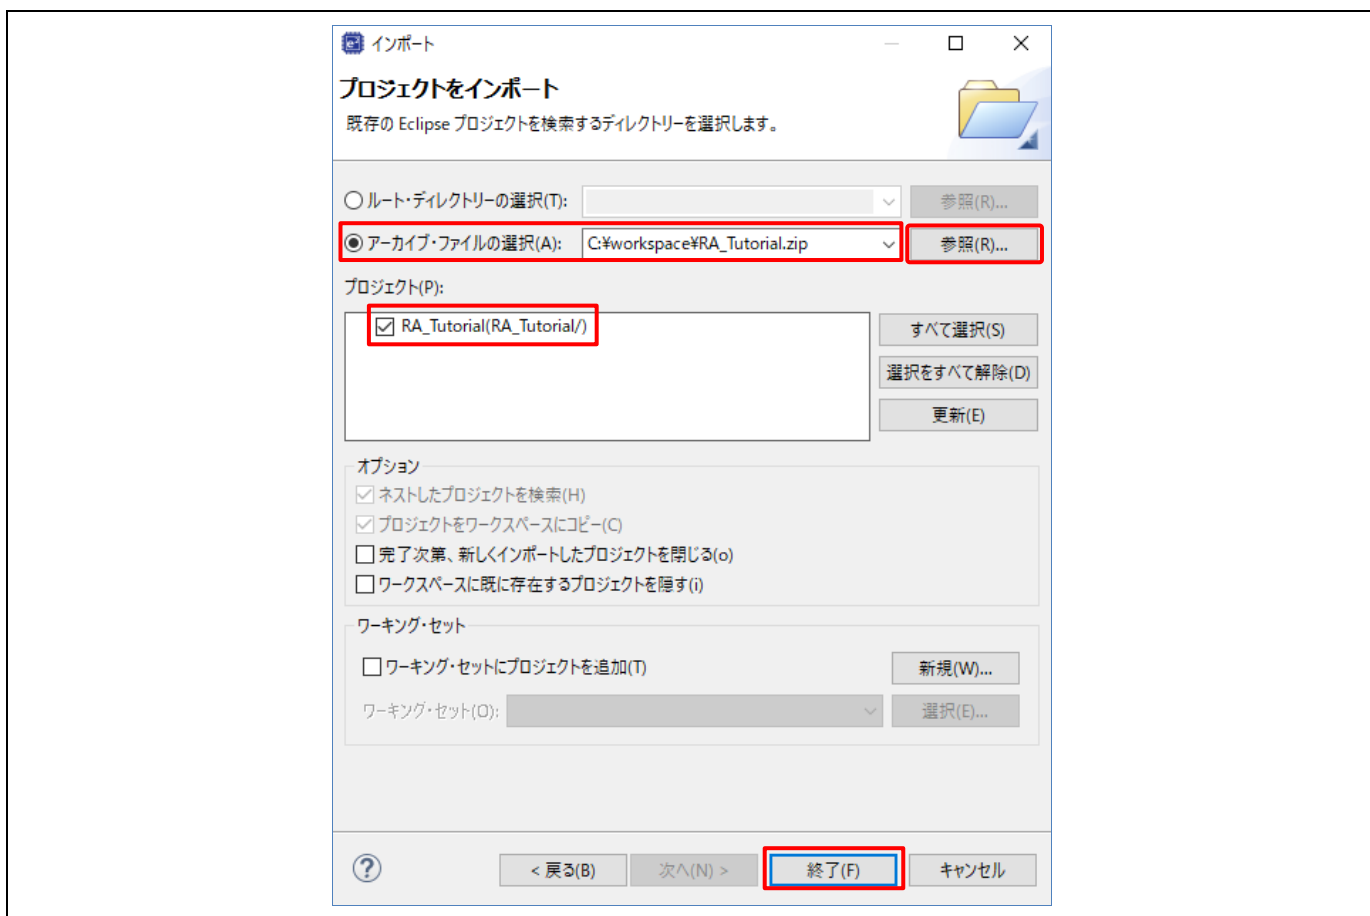 インポート
プロジェクトをインポート
既存の Eclipse プロジェクトを検索するディレクトリーを選択します。
ルート・ディレクトリーの選択(T):
参照(R)...
アーカイブ・ファイルの選択(A):
C:¥workspace¥RA_Tutorial.zip
参照(R)...
プロジェクト(P):
RA_Tutorial(RA_Tutorial/)
すべて選択(S)
選択をすべて解除(D)
更新(E)
オプション
ネストしたプロジェクトを検索(H)
プロジェクトをワークスペースにコピー(C)
完了次第、新しくインポートしたプロジェクトを閉じる(o)
ワークスペースに既に存在するプロジェクトを隠す(i)
ワーキング・セット
ワーキング・セットにプロジェクトを追加(T)
新規(W)...
ワーキング・セット(O):
選択(E)...
?
< 戻る(B)
次へ(N) >
終了(F)
キャンセル